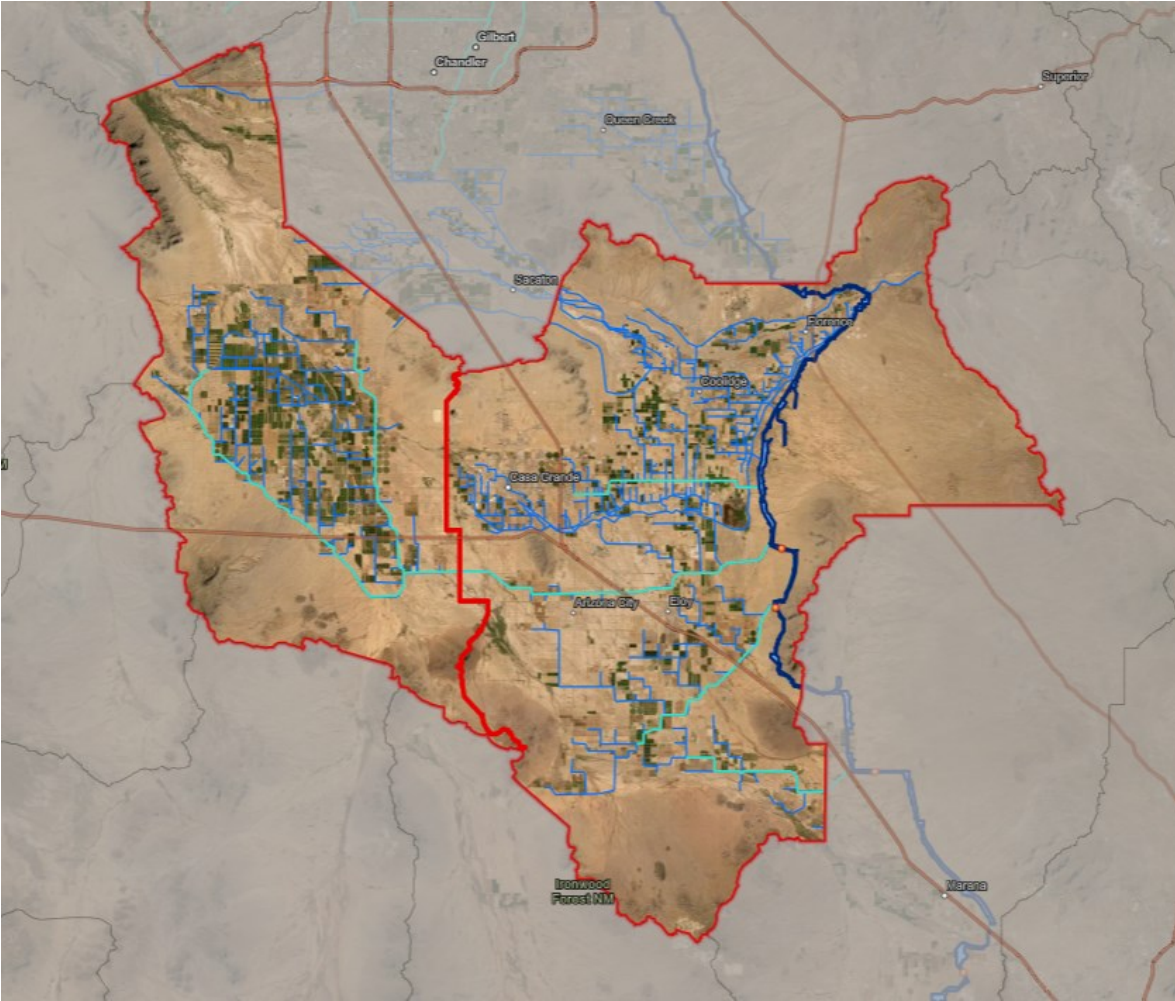 Gilbert
Chandler
Superior
Queen Creek
Sacaton
Florence
Coolidge
Casa Grande
Arizona City
Eloy
Ironwood
Forest NM
Marana